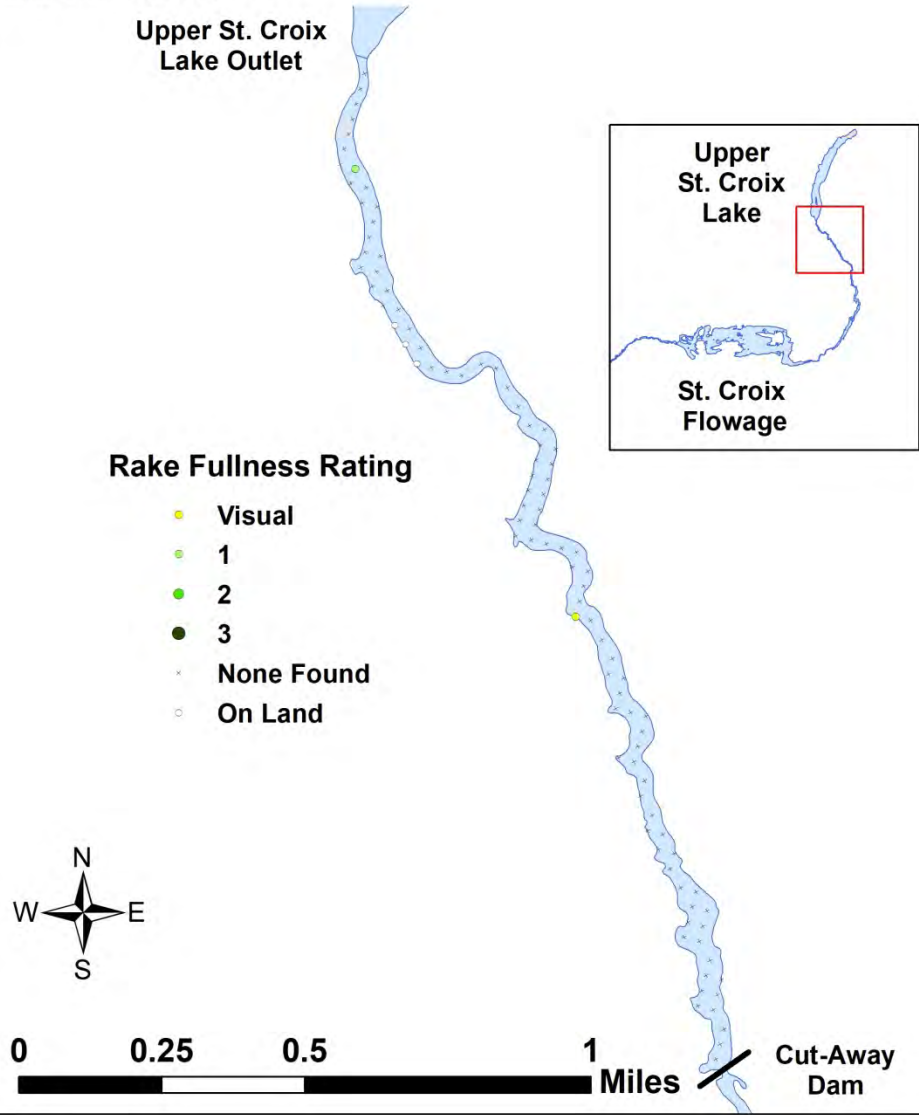 Upper St. Croix
Lake Outlet
Upper
St. Croix
Lake
St. Croix
Flowage
Rake Fullness Rating
Visual
1
2
3
None Found
On Land
N
W E
S
0 0.25 0.5 1
Miles
Cut-Away
Dam